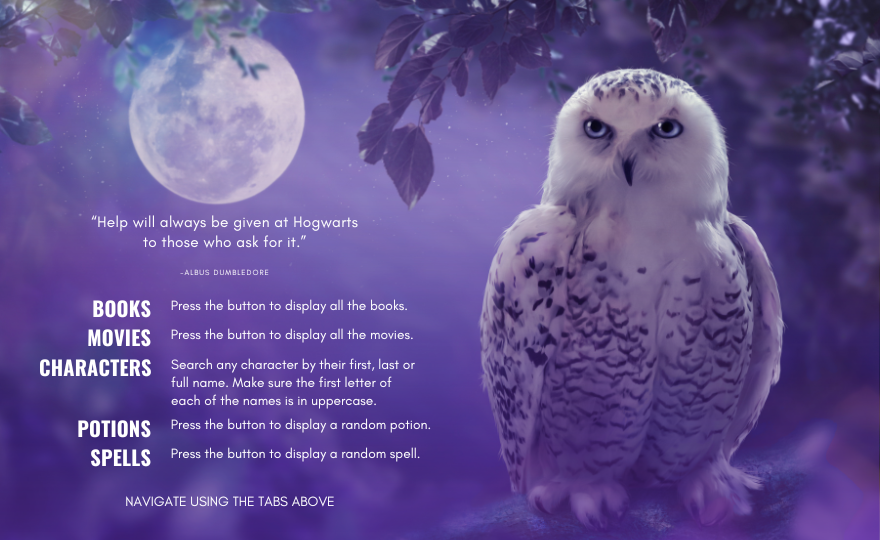 “Help will always be given at Hogwarts
to those who ask for it.”
-ALBUS DUMBLEDORE
BOOKS Press the button to display all the books.
MOVIES Press the button to display all the movies.
CHARACTERS Search any character by their first, last or
full name. Make sure the first letter of
each of the names is in uppercase.
POTIONS Press the button to display a random potion.
SPELLS Press the button to display a random spell.
NAVIGATE USING THE TABS ABOVE